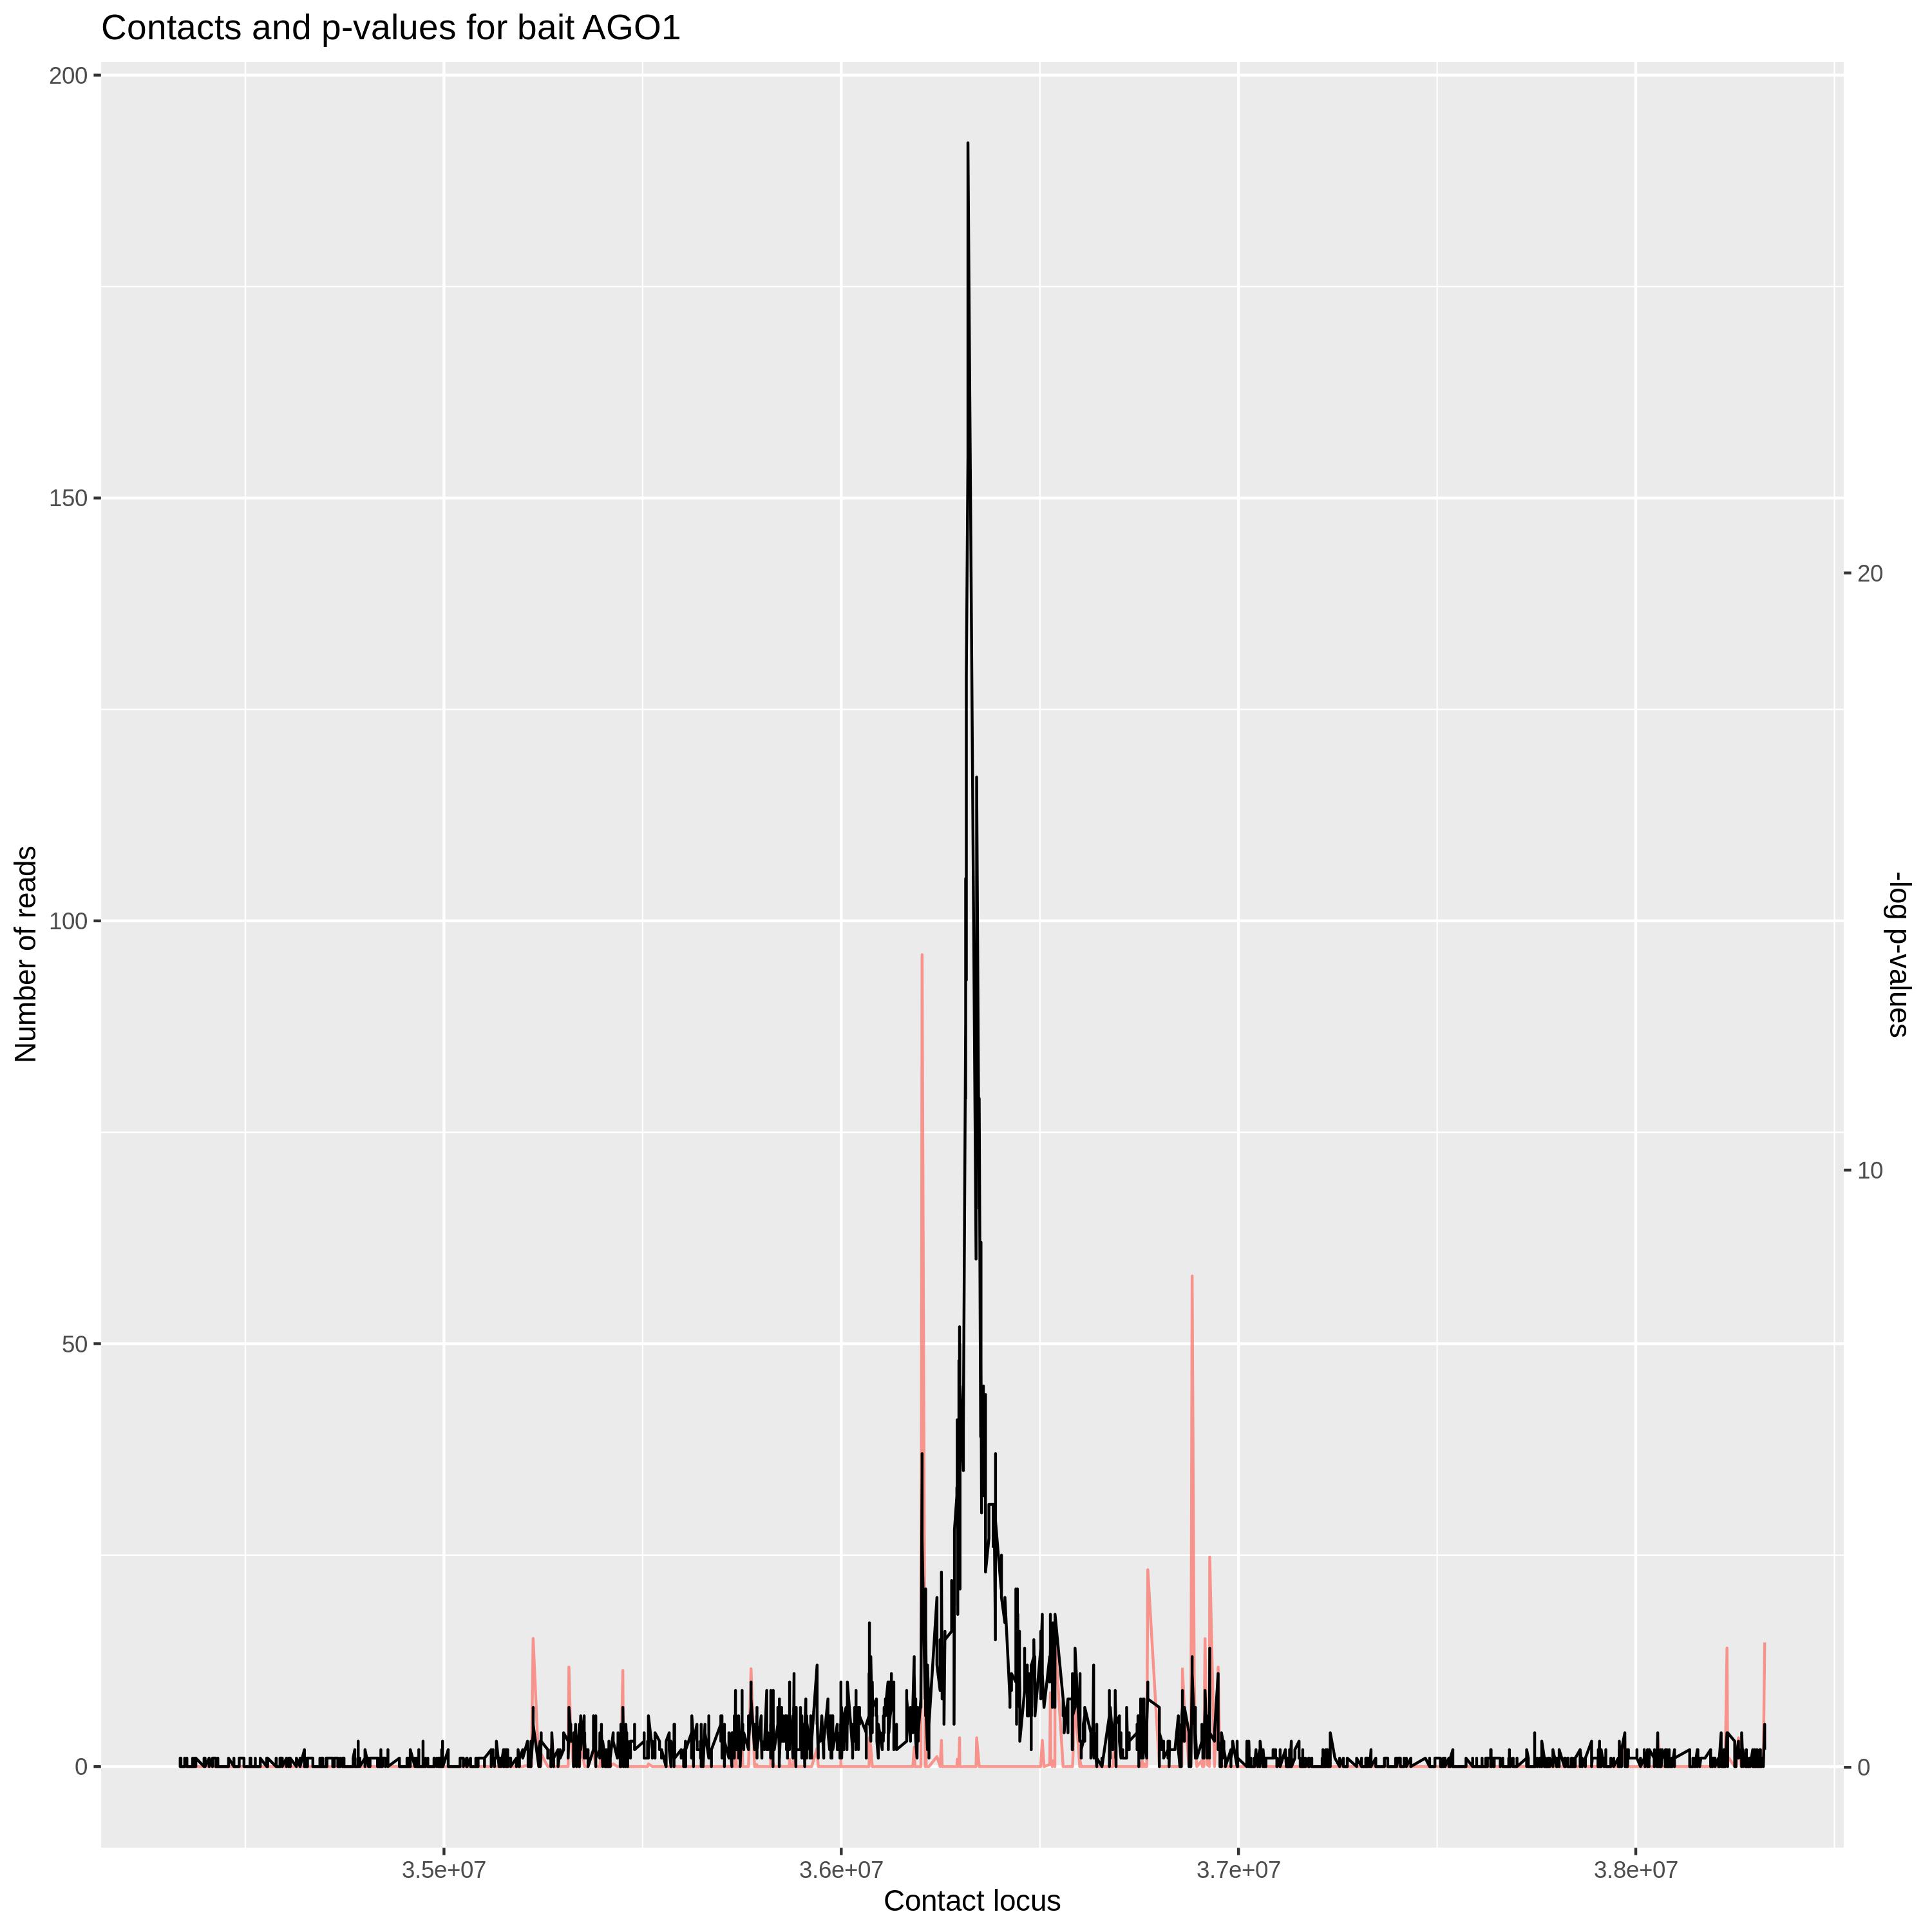 Contacts and p-values for bait AGO1
200
150
100
50
0
20
10
0
Number of reads
-log p-values
3.5e+07 3.6e+07 3.7e+07 3.8e+07
Contact locus